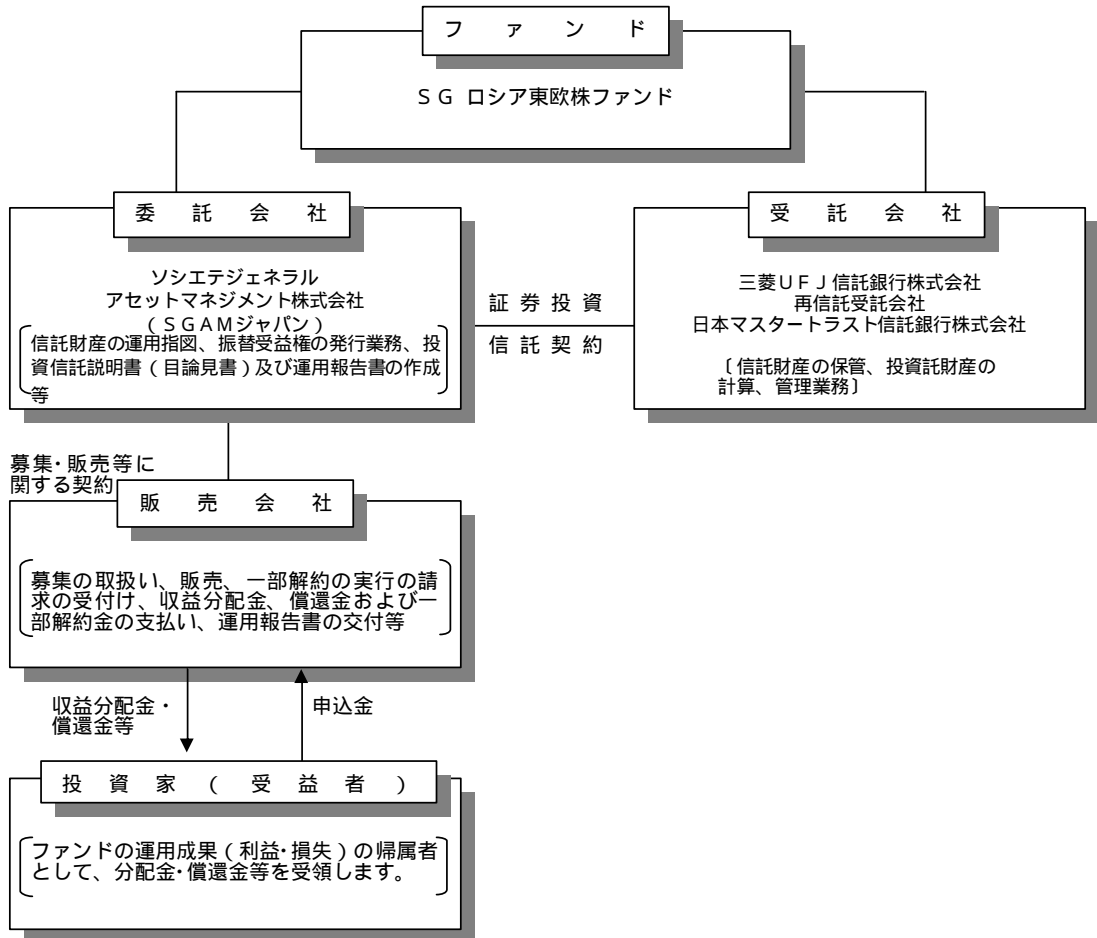 ファンド
ＳＧ ロシア東欧株ファンド
委託会社
ソシエテジェネラル
アセットマネジメント株式会社
（ＳＧＡＭジャパン）
信託財産の運用指図、振替受益権の発行業務、投
資信託説明書（目論見書）及び運用報告書の作成
等
証券投資
信託契約
受託会社
三菱ＵＦＪ信託銀行株式会社
再信託受託会社
日本マスタートラスト信託銀行株式会社
〔信託財産の保管、投資託財産の
計算、管理業務〕
募集・販売等に
関する契約
販売会社
募集の取扱い、販売、一部解約の実行の請
求の受付け、収益分配金、償還金および一
部解約金の支払い、運用報告書の交付等
収益分配金・
償還金等
申込金
投資家（受益者）
ファンドの運用成果（利益・損失）の帰属者
として、分配金・償還金等を受領します。